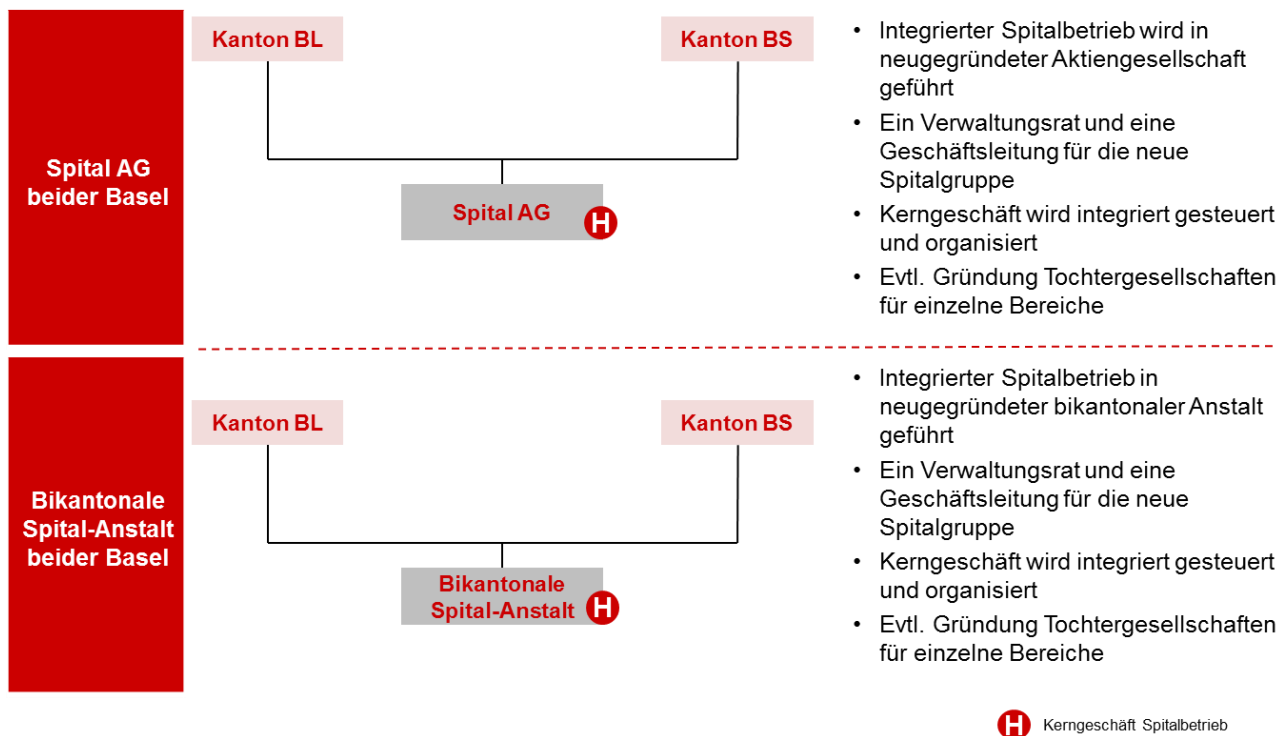 Spital AG
beider Basel
Kanton BL
Kanton BS
Spital AG
H
• Integrierter Spitalbetrieb wird in
neugegründeter Aktiengesellschaft
geführt
• Ein Verwaltungsrat und eine
Geschäftsleitung für die neue
Spitalgruppe
• Kerngeschäft wird integriert gesteuert
und organisiert
• Evtl. Gründung Tochtergesellschaften
für einzelne Bereiche
Bikantonale
Spital-Anstalt
beider Basel
Kanton BL
Kanton BS
Bikantonale
Spital-Anstalt
H
• Integrierter Spitalbetrieb in
neugegründeter bikantonaler Anstalt
geführt
• Ein Verwaltungsrat und eine
Geschäftsleitung für die neue
Spitalgruppe
• Kerngeschäft wird integriert gesteuert
und organisiert
• Evtl. Gründung Tochtergesellschaften
für einzelne Bereiche
H Kerngeschäft Spitalbetrieb